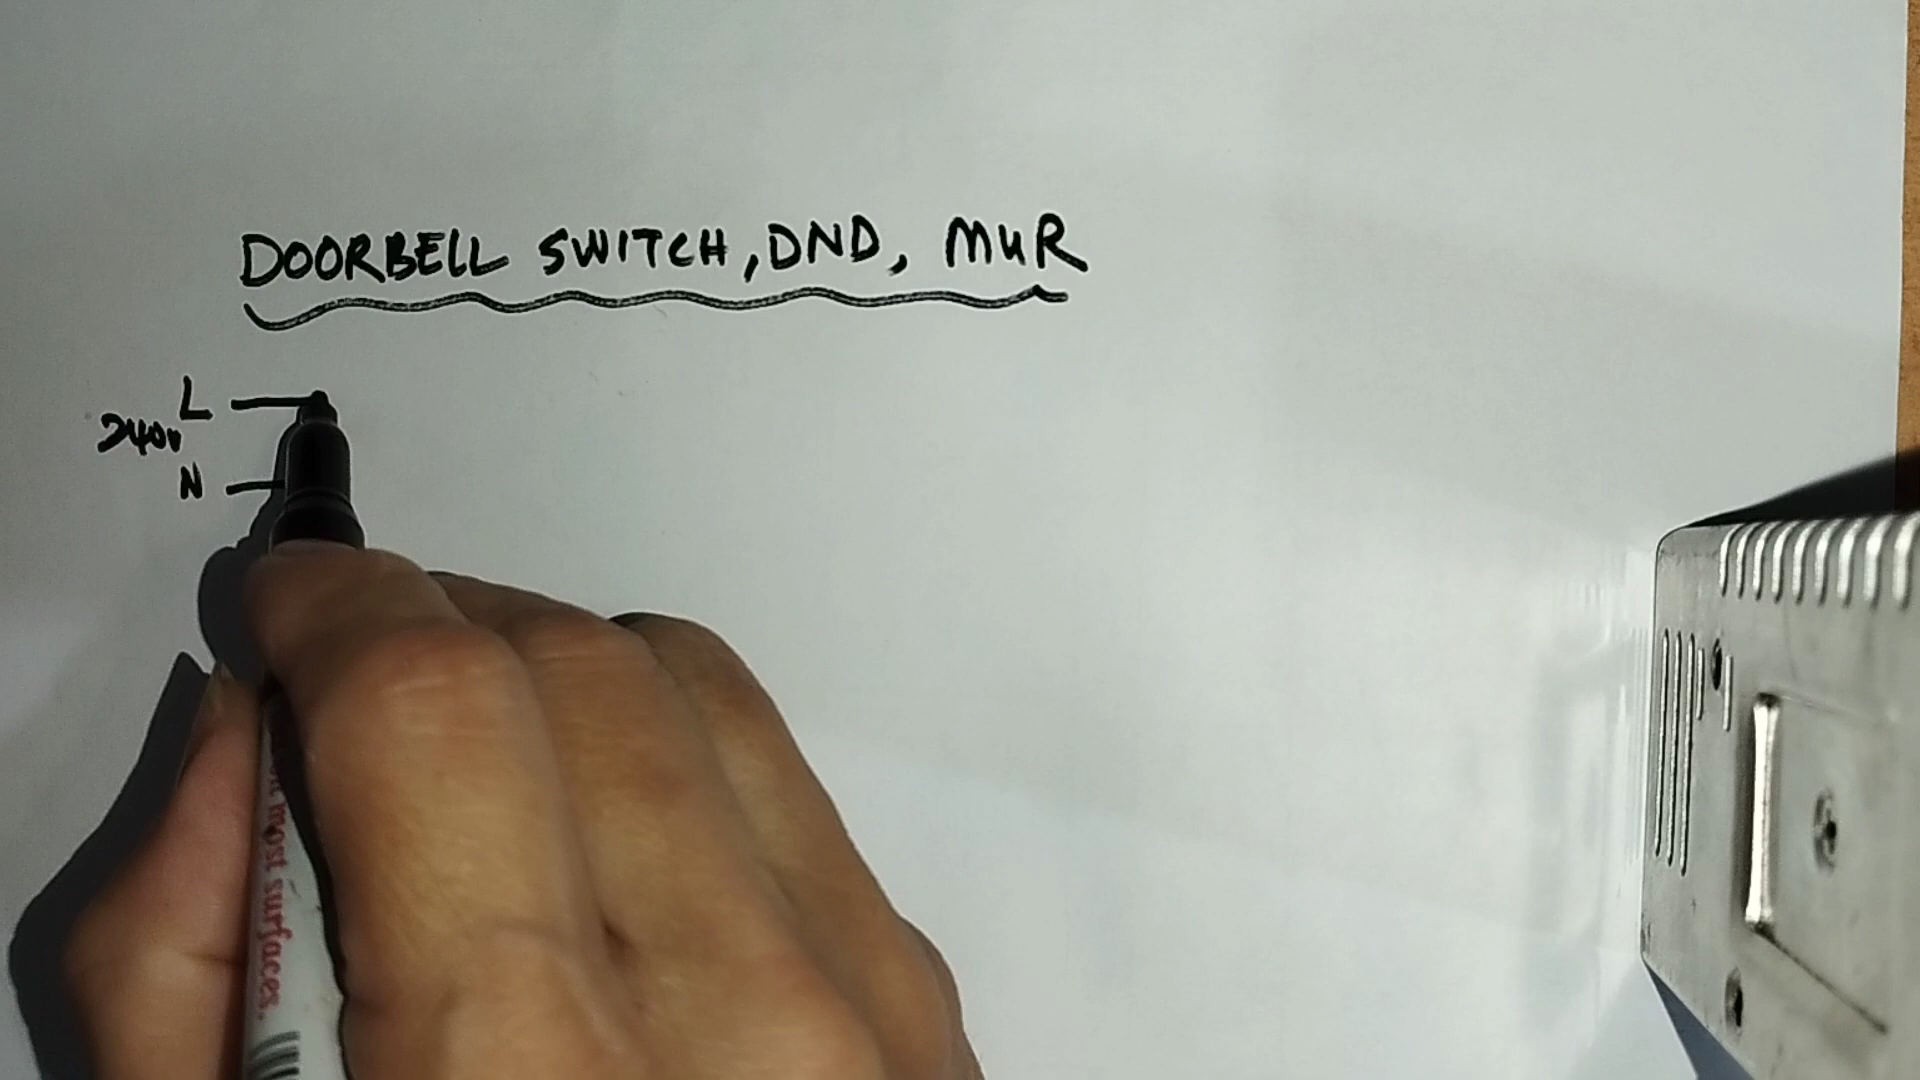 DOORBELL SWITCH, DND, MUR
L
240v
N
most surfaces.